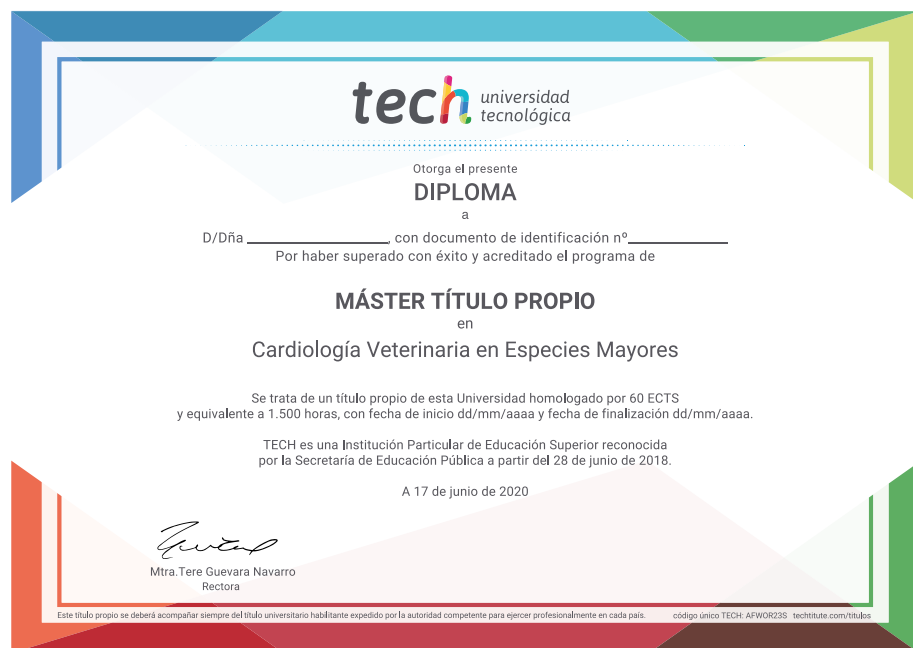 tech universidad
tecnológica
Otorga el presente
DIPLOMA
a
D/Dña ____________________, con documento de identificación nº______________
Por haber superado con éxito y acreditado el programa de
MÁSTER TÍTULO PROPIO
en
Cardiología Veterinaria en Especies Mayores
Se trata de un título propio de esta Universidad homologado por 60 ECTS
y equivalente a 1.500 horas, con fecha de inicio dd/mm/aaaa y fecha de finalización dd/mm/aaaa.
TECH es una Institución Particular de Educación Superior reconocida
por la Secretaría de Educación Pública a partir del 28 de junio de 2018.
A 17 de junio de 2020
Mtra.Tere Guevara Navarro
Rectora
Este título propio se deberá acompañar siempre del título universitario habilitante expedido por la autoridad competente para ejercer profesionalmente en cada país. código único TECH: AFWOR23S techtitute.com/titulos